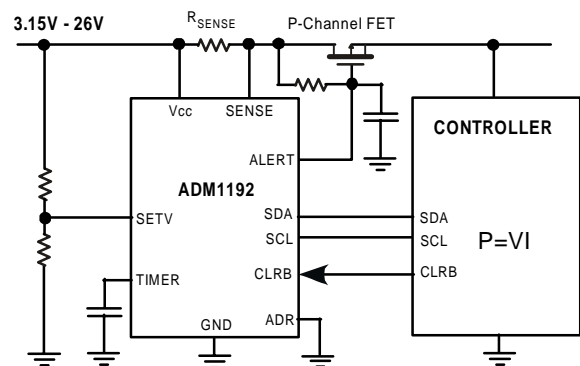 3.15V - 26V
RSENSE
P-Channel FET
Vcc
SENSE
CONTROLLER
ALERT
ADM1192
SETV
SDA
SDA
SCL
SCL
P=VI
TIMER
CLRB
CLRB
GND
ADR